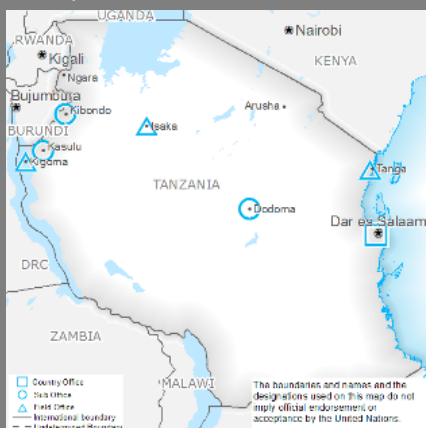 UGANDA
Nairobi
RWANDA
Kigali
KENYA
Ngara
Bujumbura
Kibondo
Arusha
Isaka
BURUNDI
Kasulu
Kigoma
Tanga
TANZANIA
Dodoma
Dar es Salaam
DRC
ZAMBIA
MALAWI
Country Office
Sub Office
Field Office
International boundary
Undetermined Boundary
The boundaries and names and the
designations used on this map do not
imply official endorsement or
acceptance by the United Nations.